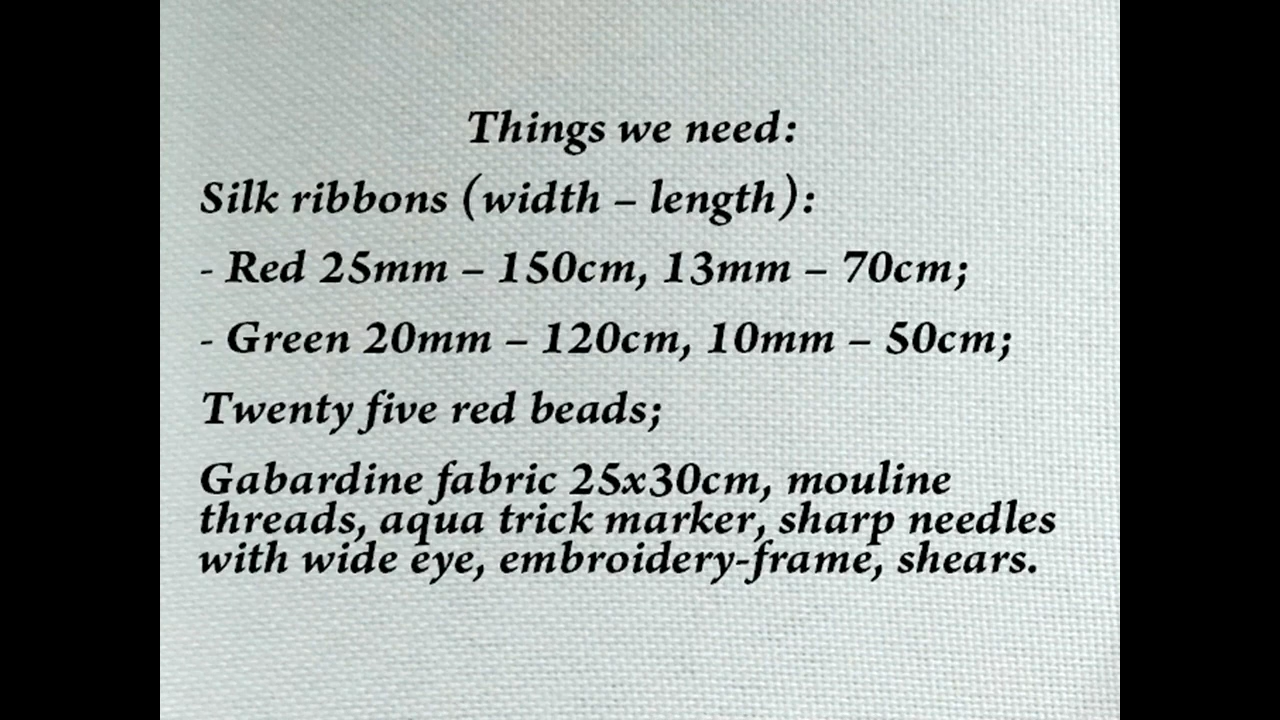 Things we need:
Silk ribbons (width – length):
- Red 25mm – 150cm, 13mm – 70cm;
- Green 20mm – 120cm, 10mm – 50cm;
Twenty five red beads;
Gabardine fabric 25x30cm, mouline
threads, aqua trick marker, sharp needles
with wide eye, embroidery-frame, shears.